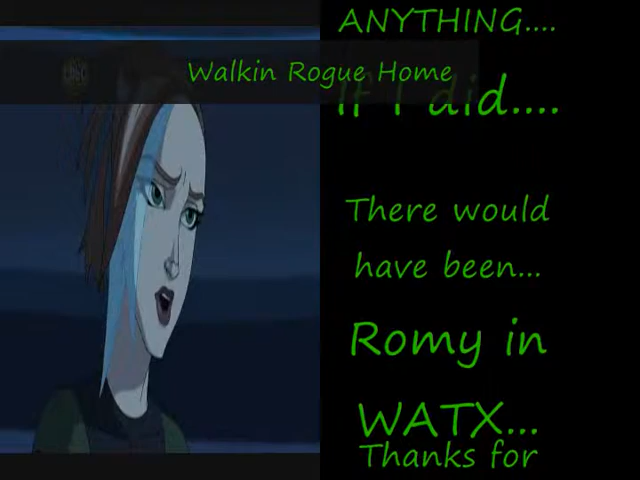 ANYTHING....
Walkin Rogue Home
If I did....
There would
have been...
Romy in
WATX...
Thanks for